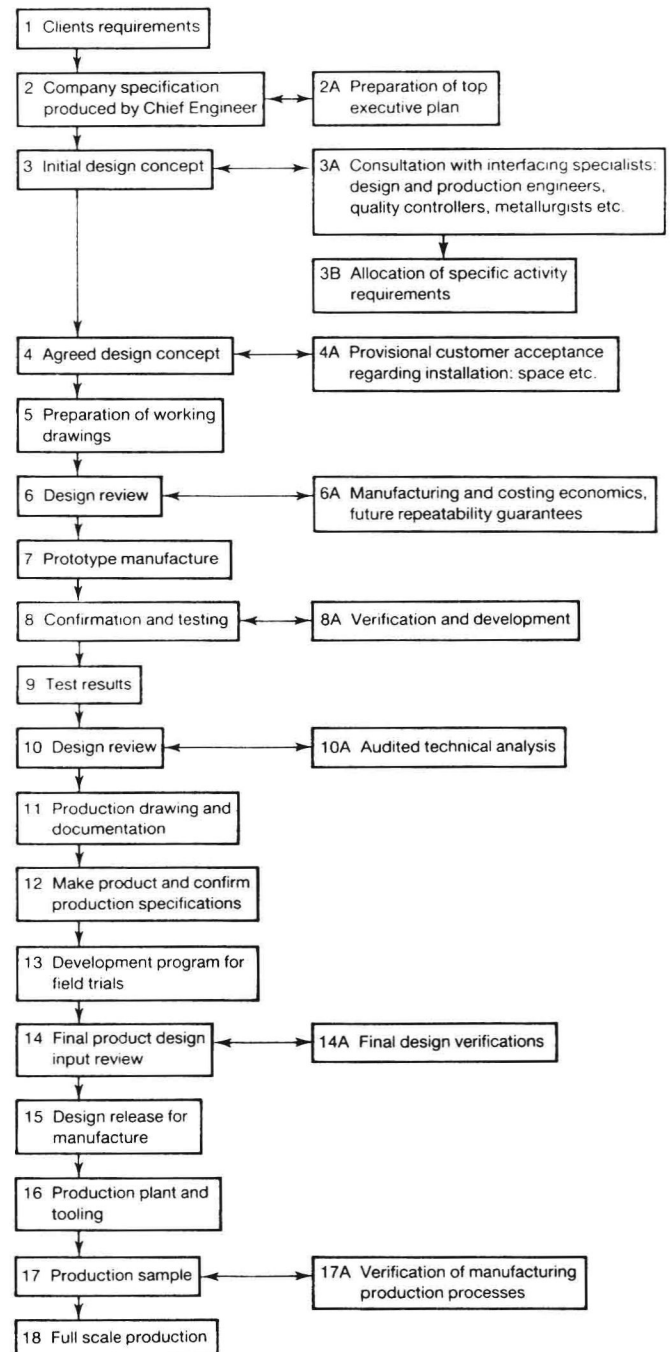 1 Clients requirements
2 Company specification
produced by Chief Engineer
2A Preparation of top
executive plan
3 Initial design concept
3A Consultation with interfacing specialists:
design and production engineers,
quality controllers, metallurgists etc.
3B Allocation of specific activity
requirements
4 Agreed design concept
4A Provisional customer acceptance
regarding installation: space etc.
5 Preparation of working
drawings
6 Design review
6A Manufacturing and costing economics,
future repeatability guarantees
7 Prototype manufacture
8 Confirmation and testing
8A Verification and development
9 Test results
10 Design review
10A Audited technical analysis
11 Production drawing and
documentation
12 Make product and confirm
production specifications
13 Development program for
field trials
14 Final product design
input review
14A Final design verifications
15 Design release for
manufacture
16 Production plant and
tooling
17 Production sample
17A Verification of manufacturing
production processes
18 Full scale production